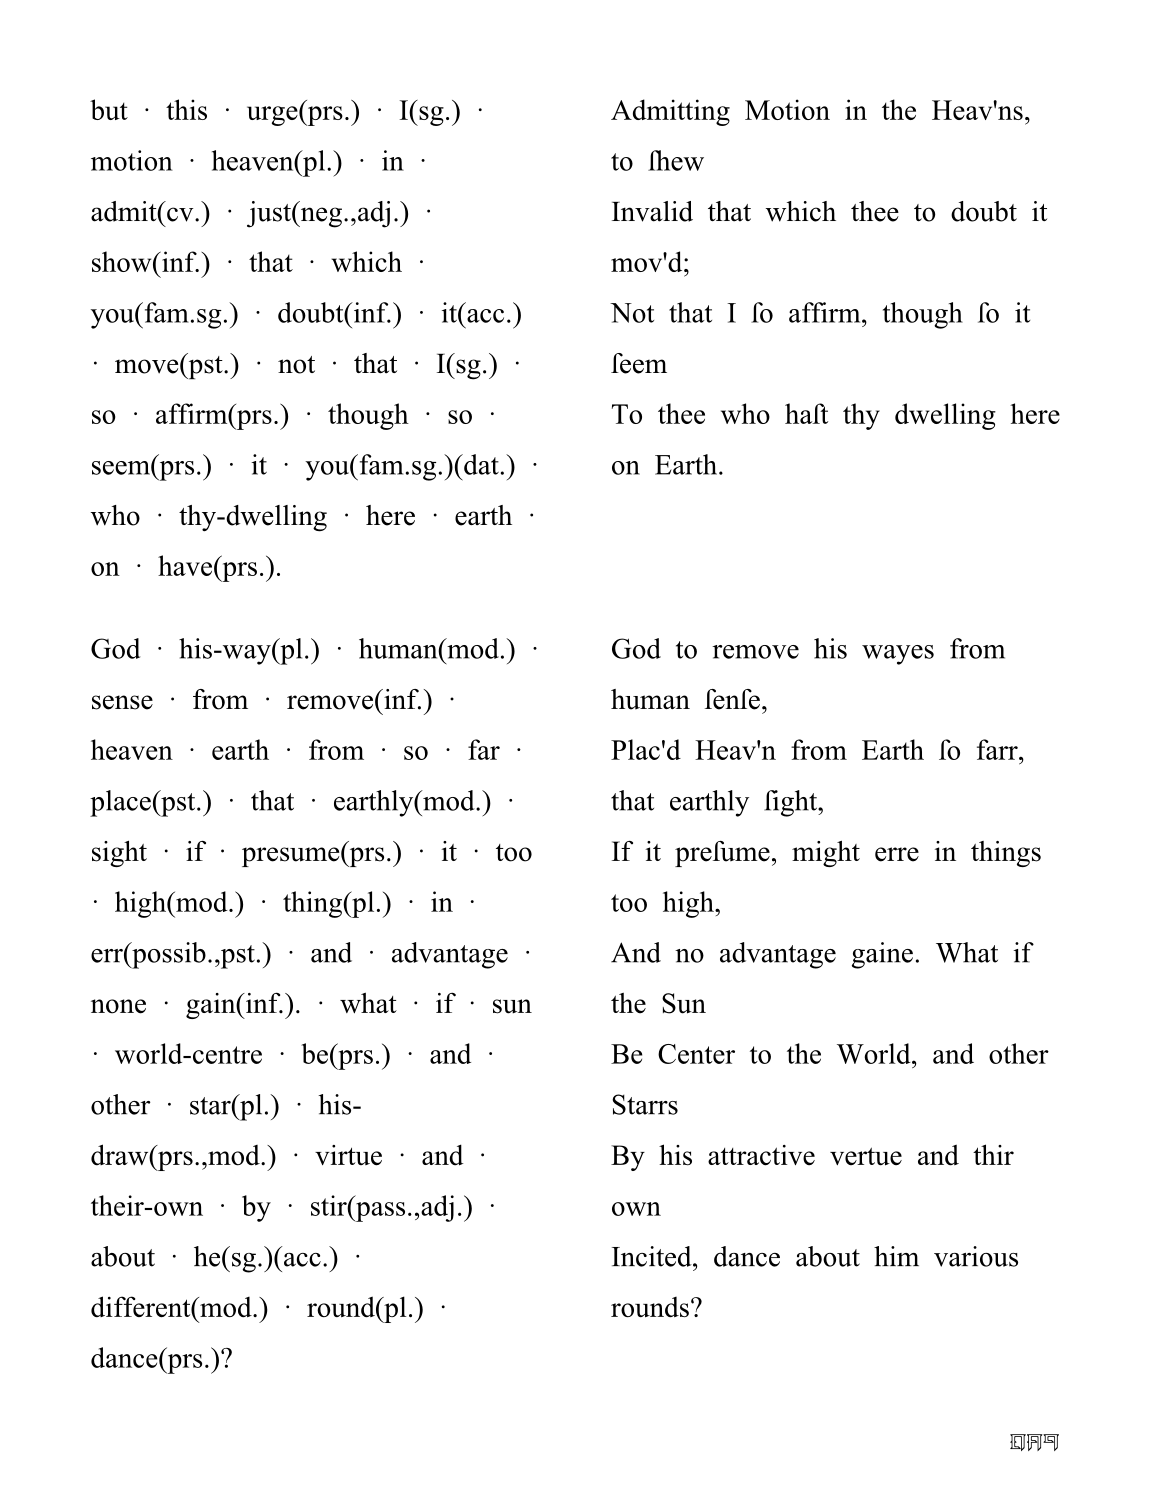 but · this · urge(prs.) · I(sg.) ·
motion · heaven(pl.) · in ·
admit(cv.) · just(neg.,adj.) ·
show(inf.) · that · which ·
you(fam.sg.) · doubt(inf.) · it(acc.)
· move(pst.) · not · that · I(sg.) ·
so · affirm(prs.) · though · so ·
seem(prs.) · it · you(fam.sg.)(dat.) ·
who · thy-dwelling · here · earth ·
on · have(prs.).
Admitting Motion in the Heav'ns,
to ſhew
Invalid that which thee to doubt it
mov'd;
Not that I ſo affirm, though ſo it
ſeem
To thee who haſt thy dwelling here
on Earth.
God · his-way(pl.) · human(mod.) ·
sense · from · remove(inf.) ·
heaven · earth · from · so · far ·
place(pst.) · that · earthly(mod.) ·
sight · if · presume(prs.) · it · too
· high(mod.) · thing(pl.) · in ·
err(possib.,pst.) · and · advantage ·
none · gain(inf.). · what · if · sun
· world-centre · be(prs.) · and ·
other · star(pl.) · his-
draw(prs.,mod.) · virtue · and ·
their-own · by · stir(pass.,adj.) ·
about · he(sg.)(acc.) ·
different(mod.) · round(pl.) ·
dance(prs.)?
God to remove his wayes from
human ſenſe,
Plac'd Heav'n from Earth ſo farr,
that earthly ſight,
If it preſume, might erre in things
too high,
And no advantage gaine. What if
the Sun
Be Center to the World, and other
Starrs
By his attractive vertue and thir
own
Incited, dance about him various
rounds?